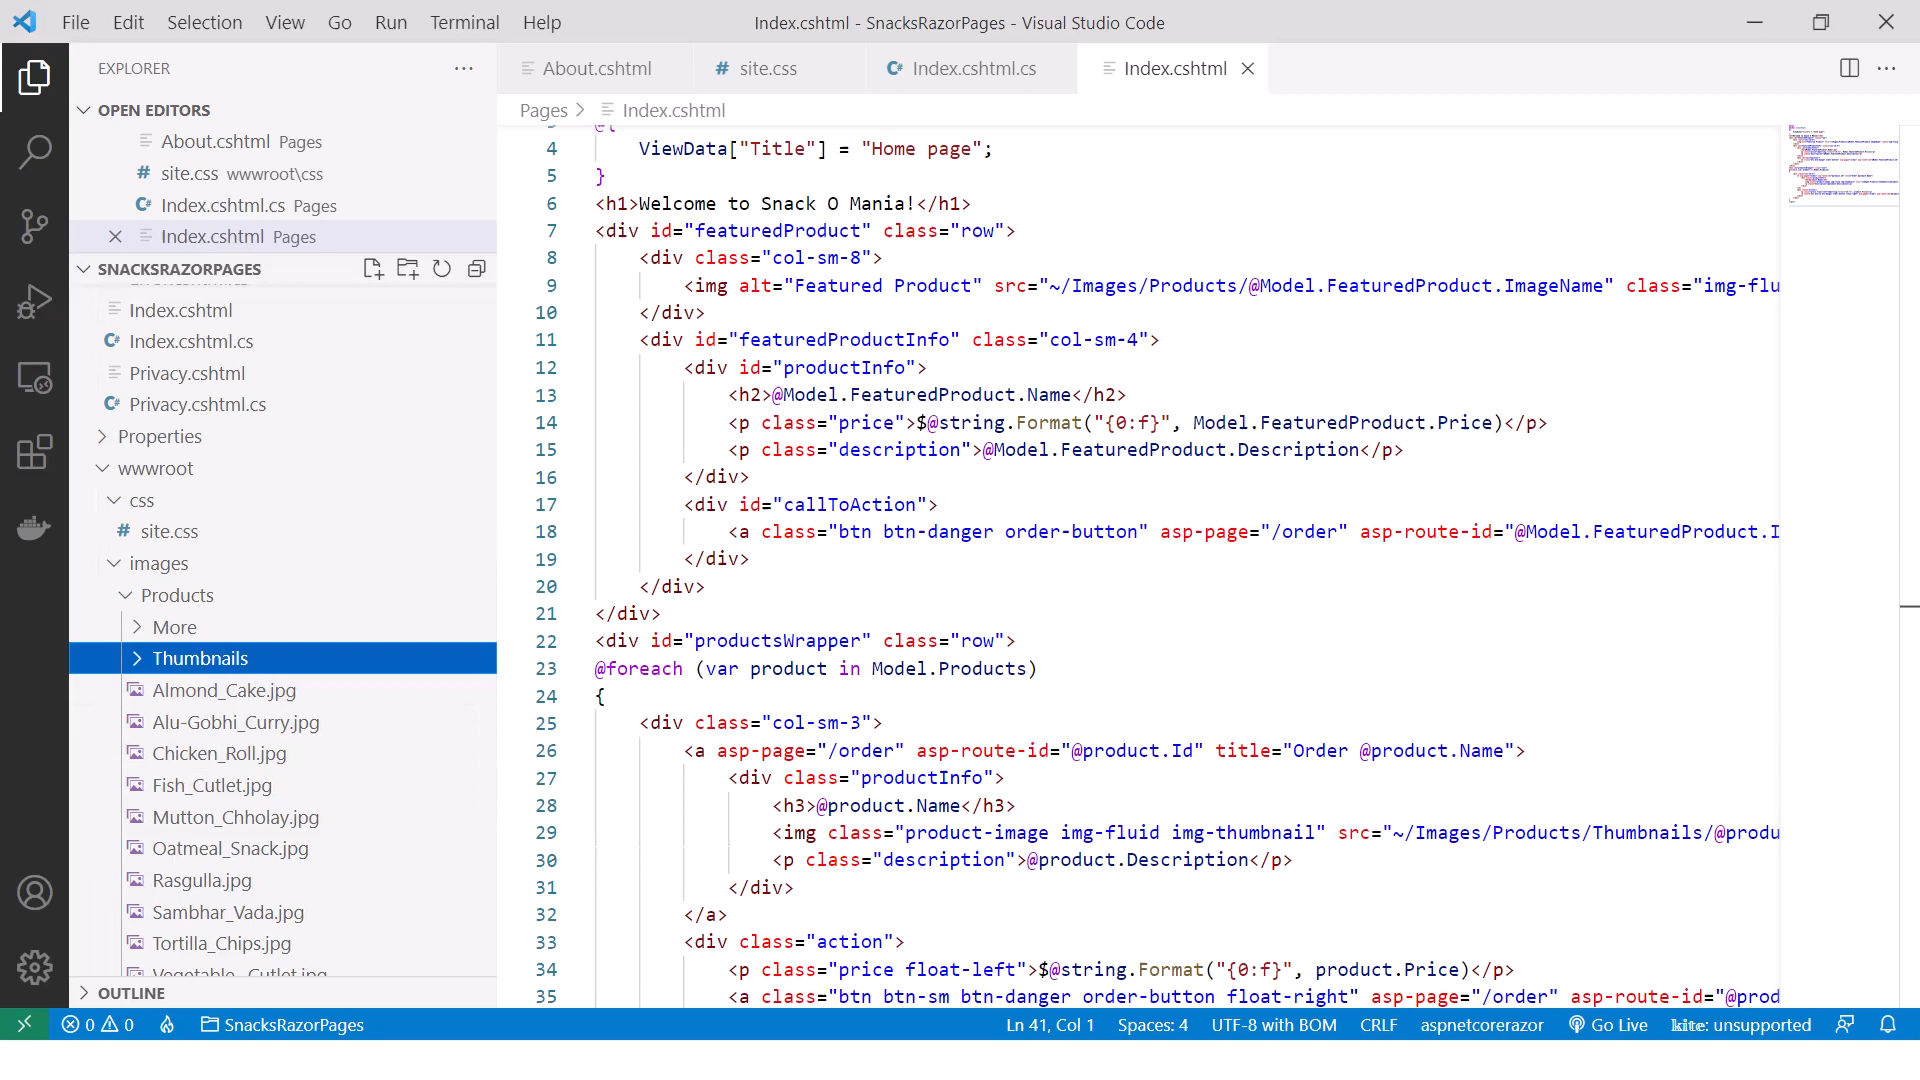 File Edit Selection View Go Run Terminal Help
Index.cshtml - SnacksRazorPages - Visual Studio Code
EXPLORER
OPEN EDITORS
About.cshtml Pages
site.css wwwroot\css
Index.cshtml.cs Pages
Index.cshtml Pages
SNACKSRAZORPAGES
Index.cshtml
Index.cshtml.cs
Privacy.cshtml
Privacy.cshtml.cs
Properties
wwwroot
css
site.css
images
Products
More
Thumbnails
Almond_Cake.jpg
Alu-Gobhi_Curry.jpg
Chicken_Roll.jpg
Fish_Cutlet.jpg
Mutton_Chholay.jpg
Oatmeal_Snack.jpg
Rasgulla.jpg
Sambhar_Vada.jpg
Tortilla_Chips.jpg
Vegetable_Cutlet.jpg
OUTLINE
About.cshtml
# site.css
Index.cshtml.cs
Index.cshtml
Pages > Index.cshtml
3 @{
4 ViewData["Title"] = "Home page";
5 }
6 <h1>Welcome to Snack O Mania!</h1>
7 <div id="featuredProduct" class="row">
8 <div class="col-sm-8">
9 <img alt="Featured Product" src="~/Images/Products/@Model.FeaturedProduct.ImageName" class="img-flu
10 </div>
11 <div id="featuredProductInfo" class="col-sm-4">
12 <div id="productInfo">
13 <h2>@Model.FeaturedProduct.Name</h2>
14 <p class="price">$@string.Format("{0:f}", Model.FeaturedProduct.Price)</p>
15 <p class="description">@Model.FeaturedProduct.Description</p>
16 </div>
17 <div id="callToAction">
18 <a class="btn btn-danger order-button" asp-page="/order" asp-route-id="@Model.FeaturedProduct.I
19 </div>
20 </div>
21 </div>
22 <div id="productsWrapper" class="row">
23 @foreach (var product in Model.Products)
24 {
25 <div class="col-sm-3">
26 <a asp-page="/order" asp-route-id="@product.Id" title="Order @product.Name">
27 <div class="productInfo">
28 <h3>@product.Name</h3>
29 <img class="product-image img-fluid img-thumbnail" src="~/Images/Products/Thumbnails/@produ
30 <p class="description">@product.Description</p>
31 </div>
32 </a>
33 <div class="action">
34 <p class="price float-left">$@string.Format("{0:f}", product.Price)</p>
35 <a class="btn btn-sm btn-danger order-button float-right" asp-page="/order" asp-route-id="@prod
0 0 SnacksRazorPages Ln 41, Col 1 Spaces: 4 UTF-8 with BOM CRLF aspnetcorerazor Go Live kite: unsupported